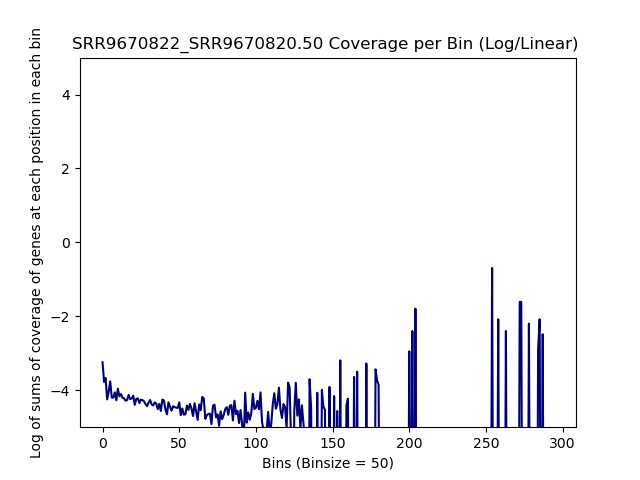 SRR9670822_SRR9670820.50 Coverage per Bin (Log/Linear)
Log of sums of coverage of genes at each position in each bin
4
2
0
−2
−4
0 50 100 150 200 250 300
Bins (Binsize = 50)